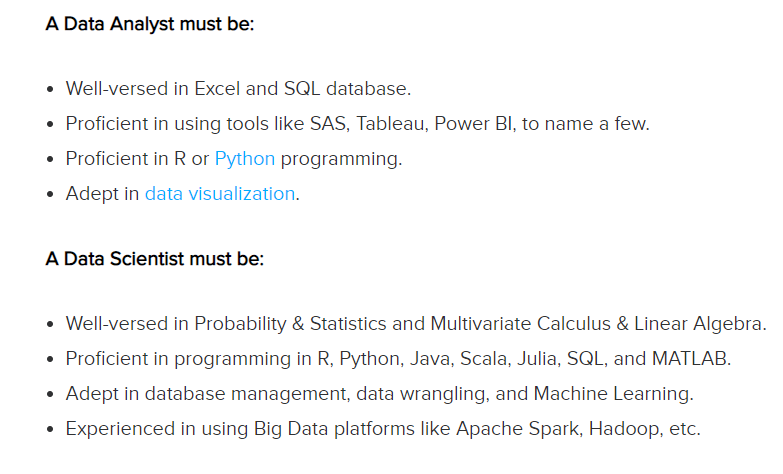 A Data Analyst must be:
• Well-versed in Excel and SQL database.
• Proficient in using tools like SAS, Tableau, Power BI, to name a few.
• Proficient in R or Python programming.
• Adept in data visualization.
A Data Scientist must be:
• Well-versed in Probability & Statistics and Multivariate Calculus & Linear Algebra.
• Proficient in programming in R, Python, Java, Scala, Julia, SQL, and MATLAB.
• Adept in database management, data wrangling, and Machine Learning.
• Experienced in using Big Data platforms like Apache Spark, Hadoop, etc.